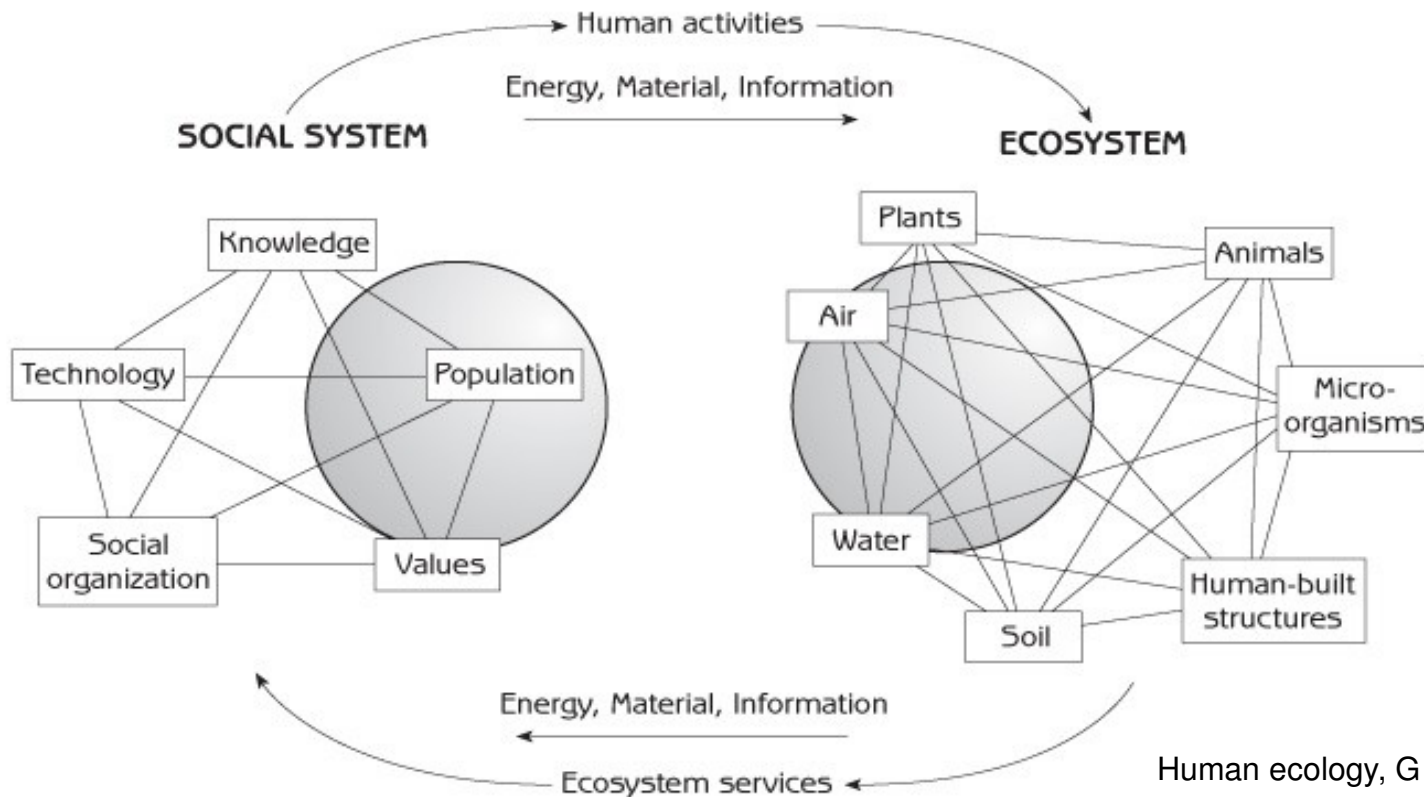 Human activities
Energy, Material, Information
SOCIAL SYSTEM
ECOSYSTEM
Knowledge
Technology
Population
Social
organization
Values
Plants
Animals
Air
Micro-
organisms
Water
Human-built
structures
Soil
Energy, Material, Information
Ecosystem services
Human ecology, G